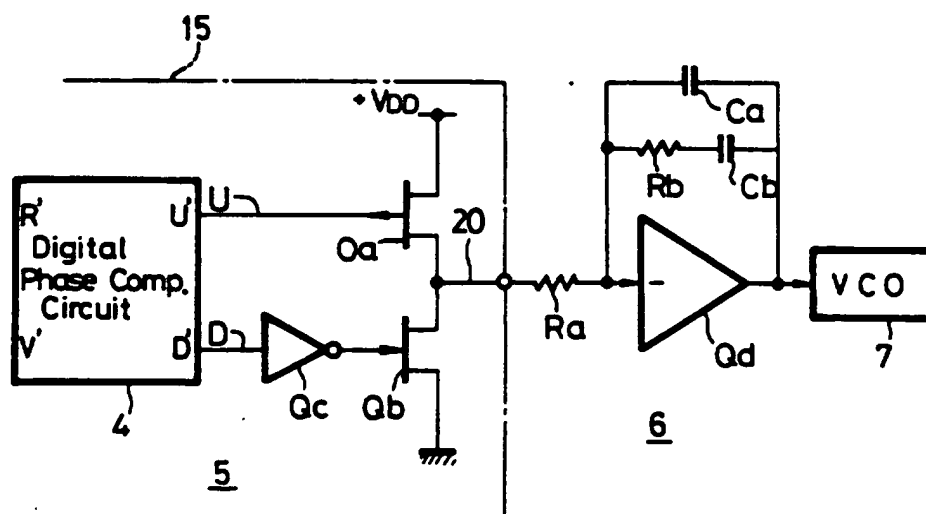 15
+VDD
Ca
Rb
Cb
R' U' U
Digital
Phase Comp.
Circuit
V' D' D
Qa
20
Ra
Qc
Qb
Qd
VCO
4
7
5
6
-